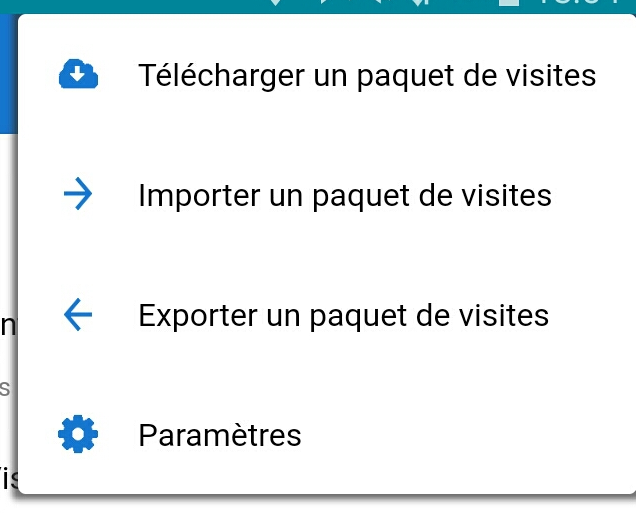 Télécharger un paquet de visites
Importer un paquet de visites
Exporter un paquet de visites
Paramètres